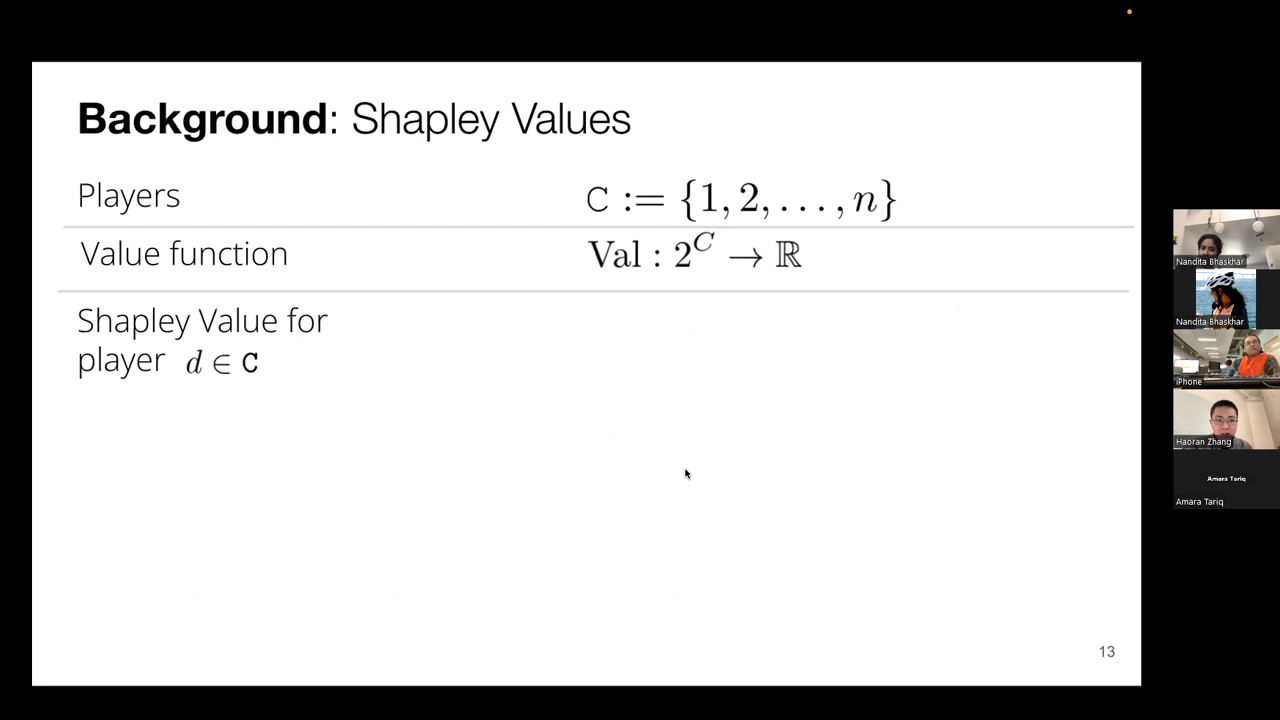 Background: Shapley Values
Players C := {1, 2, . . . , n}
Value function Val : 2^C → ℝ
Shapley Value for
player d ∈ C
13
Nandita Bhaskhar
Nandita Bhaskhar
iPhone
Haoran Zhang
Amara Tariq
Amara Tariq